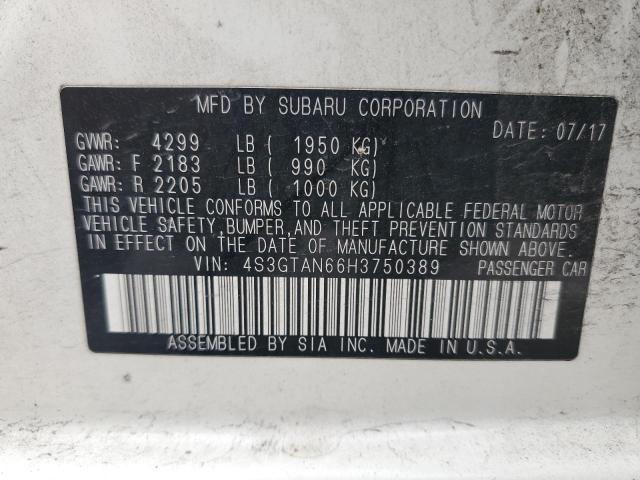 MFD BY SUBARU CORPORATION
DATE: 07/17
GVWR: 4299 LB ( 1950 KG)
GAWR: F 2183 LB ( 990 KG)
GAWR: R 2205 LB ( 1000 KG)
THIS VEHICLE CONFORMS TO ALL APPLICABLE FEDERAL MOTOR
VEHICLE SAFETY, BUMPER, AND THEFT PREVENTION STANDARDS
IN EFFECT ON THE DATE OF MANUFACTURE SHOWN ABOVE.
VIN: 4S3GTAN66H3750389 PASSENGER CAR
ASSEMBLED BY SIA INC. MADE IN U.S.A.